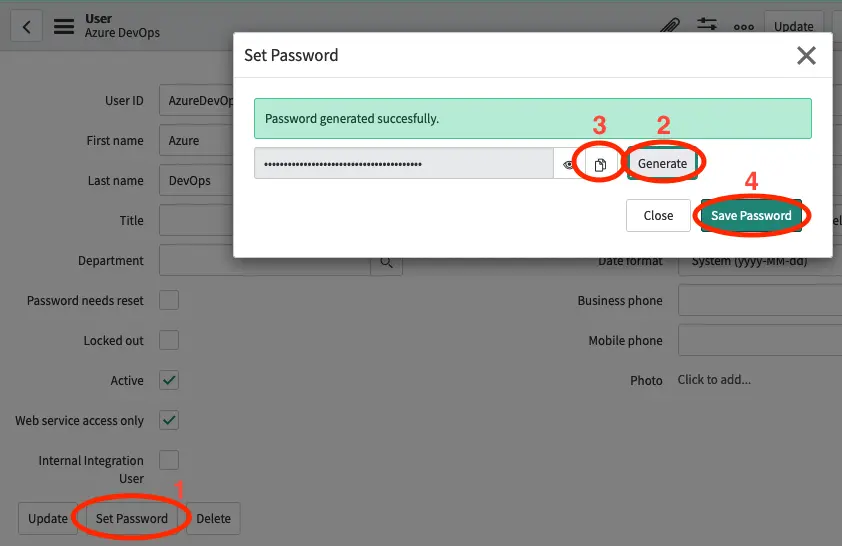 User
Azure DevOps
Update
Set Password
Password generated succesfully.
3
2
••••••••••••••••••••••••••••••••••••••••
Generate
4
Close
Save Password
User ID
AzureDevOp
First name
Azure
Last name
DevOps
Title
Department
Date format
System (yyyy-MM-dd)
Password needs reset
Business phone
Locked out
Mobile phone
Active
Photo
Click to add...
Web service access only
Internal Integration
User
1
Update
Set Password
Delete